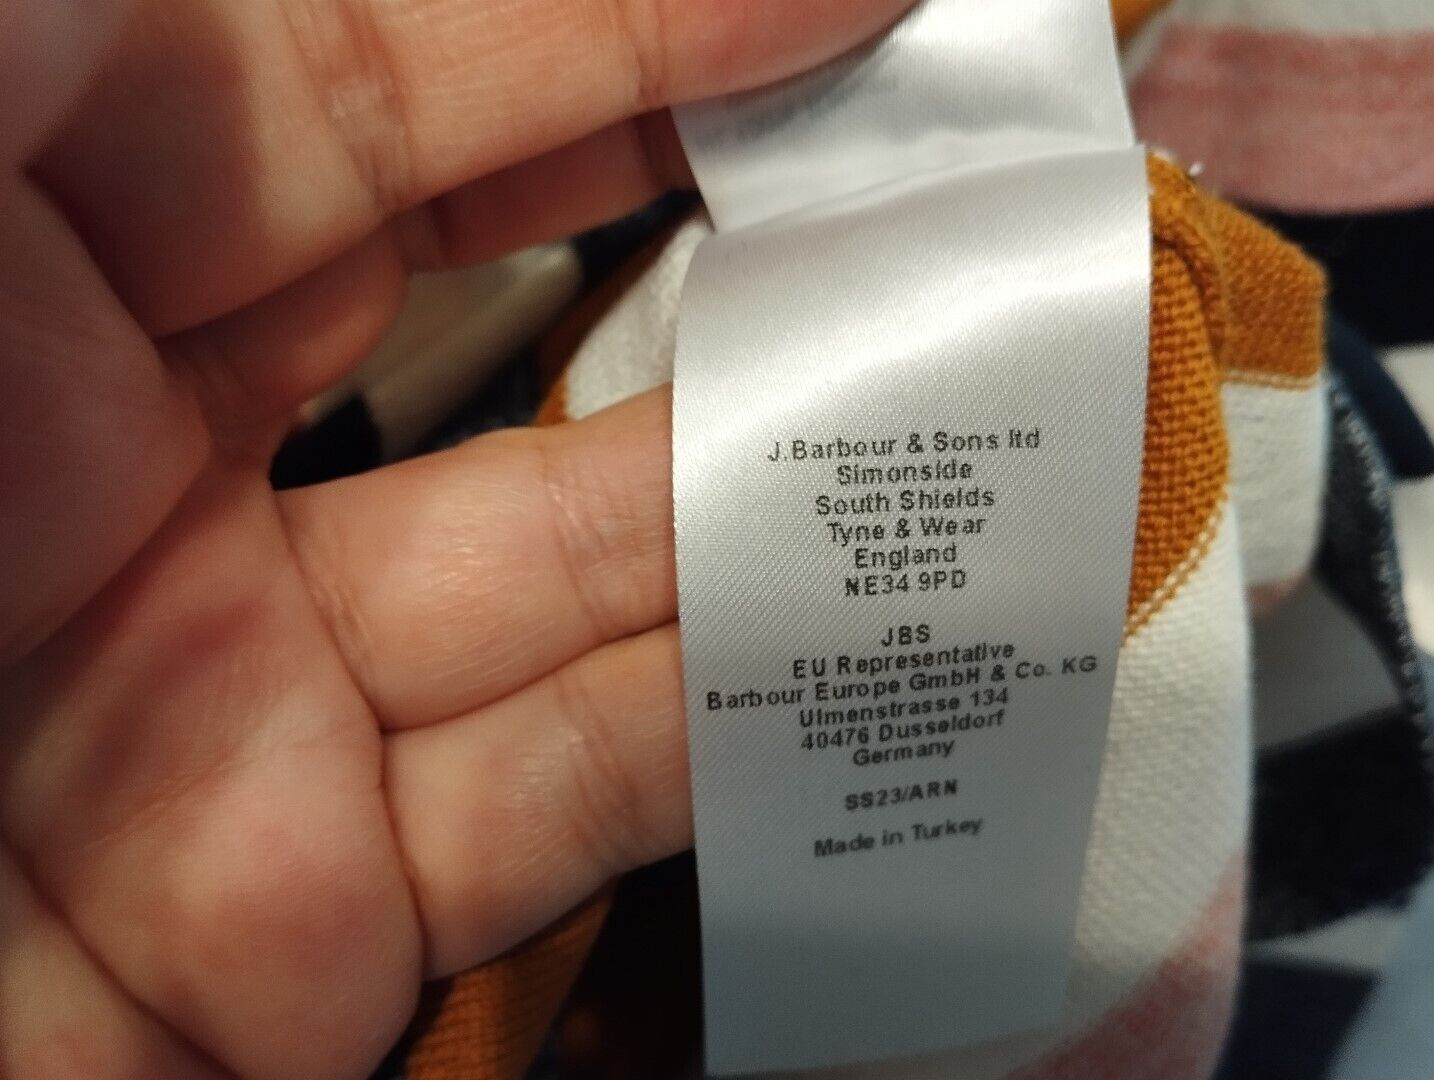 J.Barbour & Sons ltd
Simonside
South Shields
Tyne & Wear
England
NE34 9PD
JBS
EU Representative
Barbour Europe GmbH & Co. KG
Ulmenstrasse 134
40476 Dusseldorf
Germany
SS23/ARN
Made in Turkey